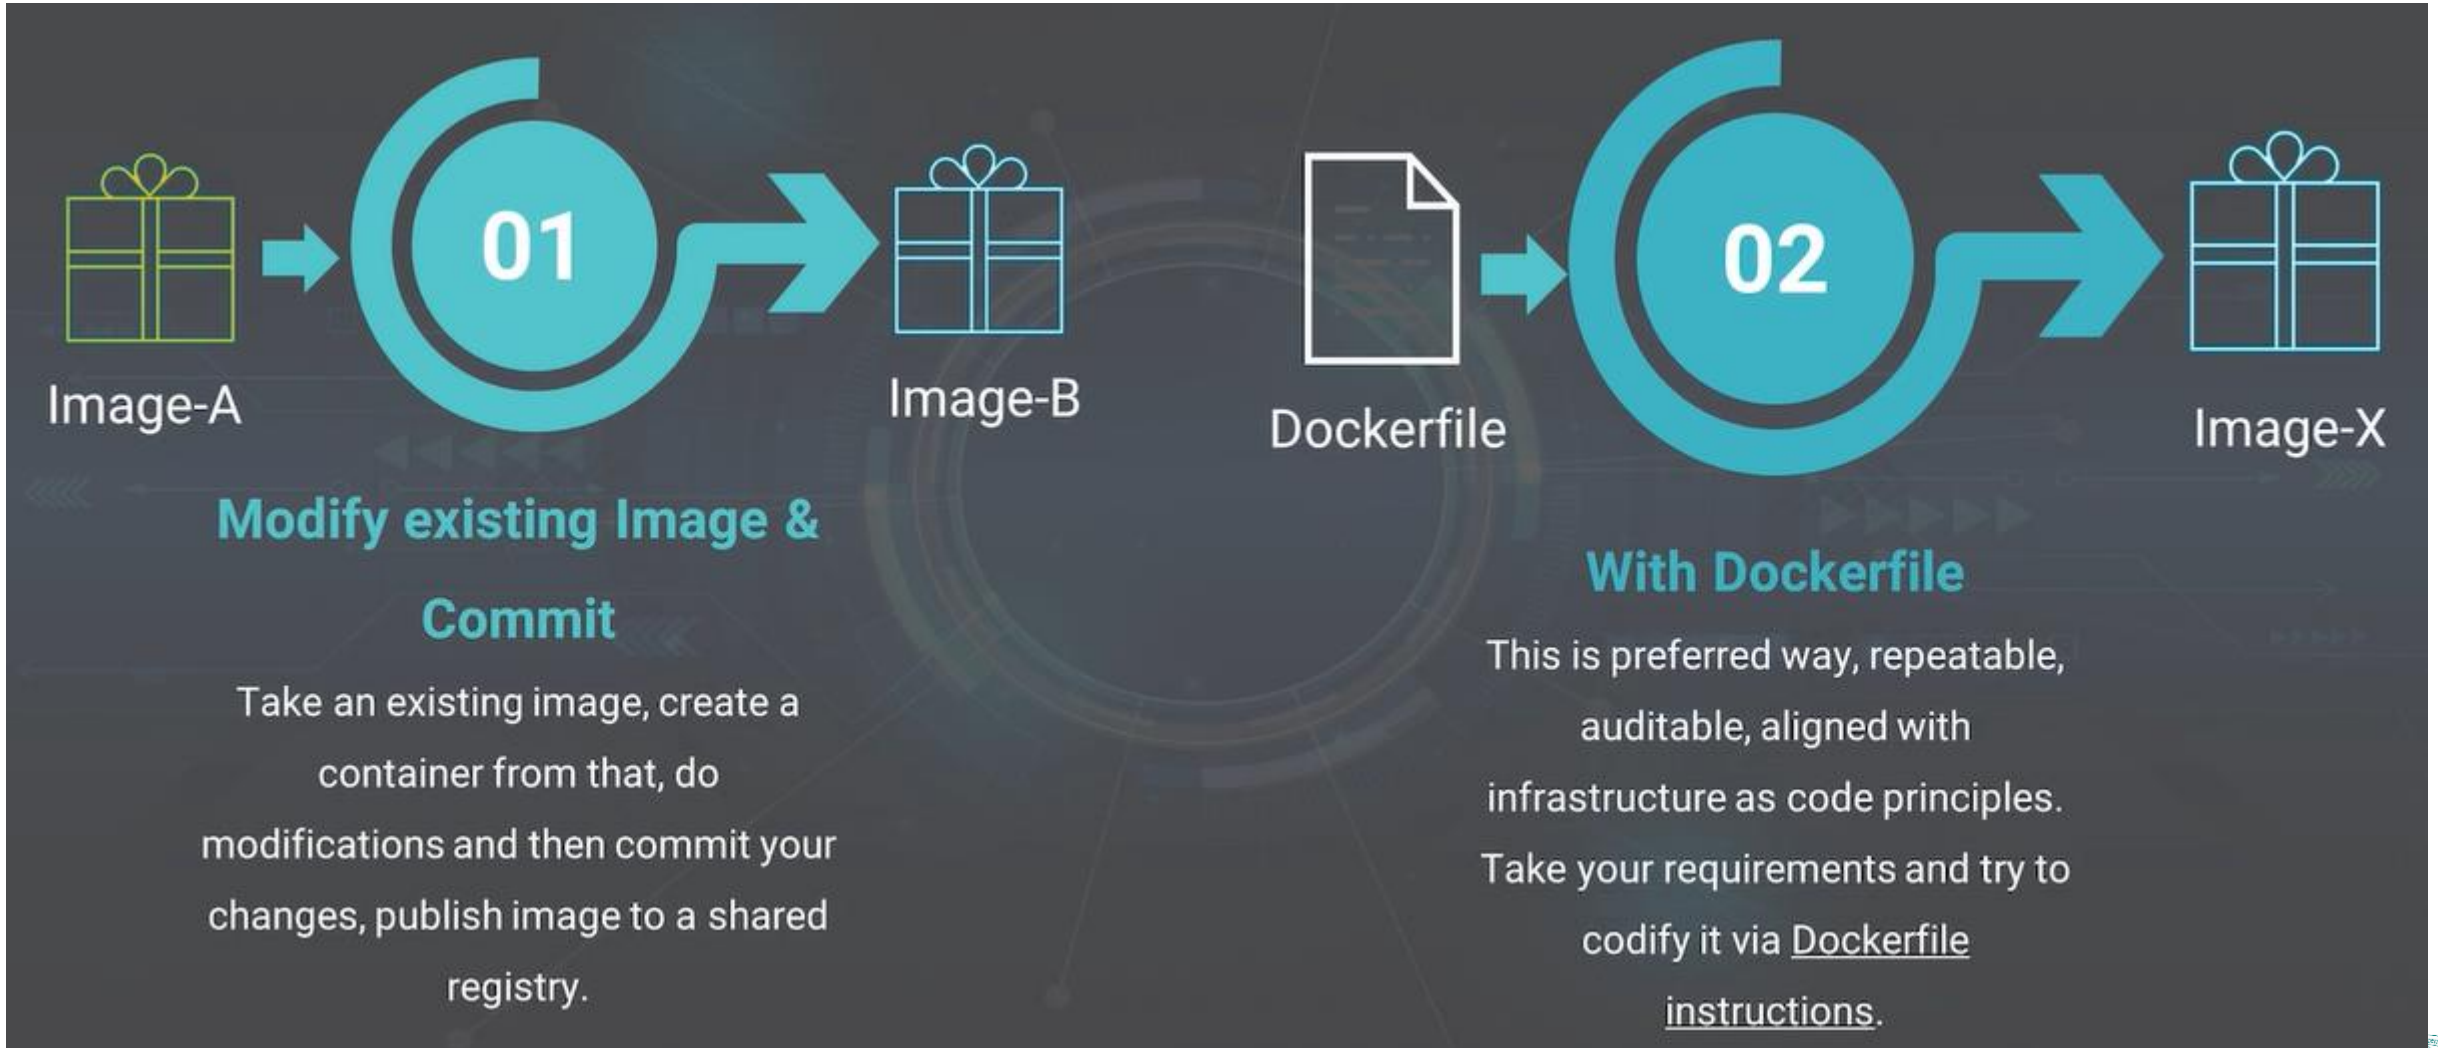 01
02
Image-A
Image-B
Dockerfile
Image-X
Modify existing Image &
Commit
Take an existing image, create a
container from that, do
modifications and then commit your
changes, publish image to a shared
registry.
With Dockerfile
This is preferred way, repeatable,
auditable, aligned with
infrastructure as code principles.
Take your requirements and try to
codify it via Dockerfile
instructions.